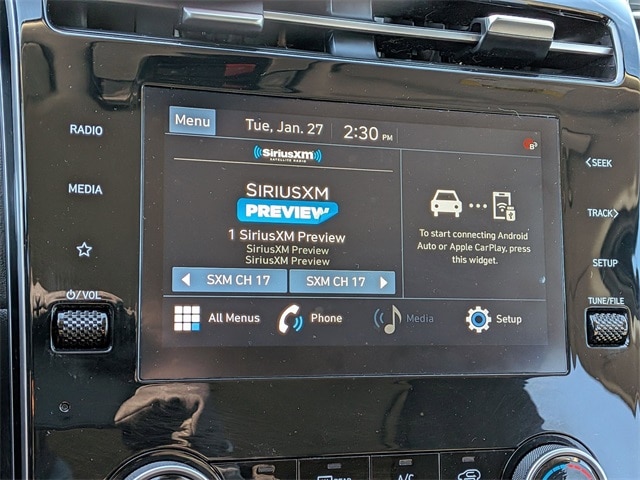 Menu
Tue, Jan. 27
2:30 PM
RADIO
MEDIA
VOL
SiriusXM
SATELLITE RADIO
SIRIUSXM
PREVIEW
1 SiriusXM Preview
SiriusXM Preview
SiriusXM Preview
SXM CH 17
SXM CH 17
To start connecting Android
Auto or Apple CarPlay, press
this widget.
All Menus
Phone
Media
Setup
SEEK
TRACK
SETUP
TUNE/FILE
REAR
A/C